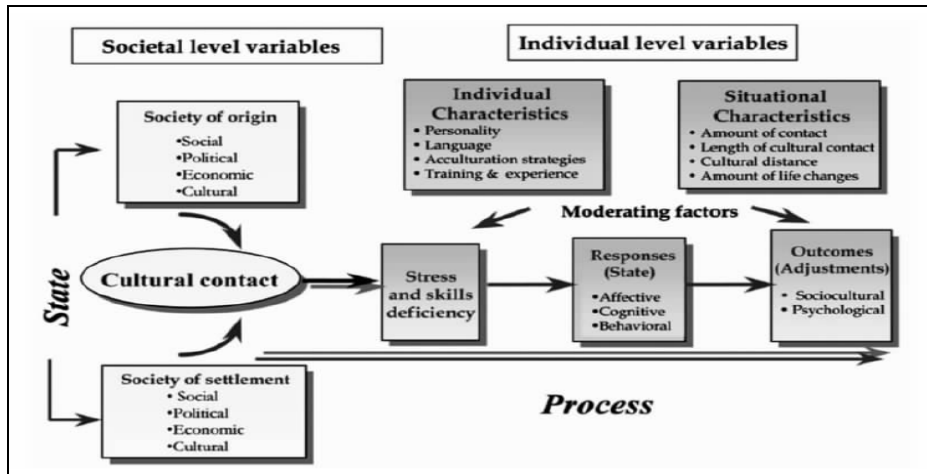 Societal level variables
Individual level variables
Society of origin
•Social
•Political
•Economic
•Cultural
Individual
Characteristics
• Personality
• Language
• Acculturation strategies
• Training & experience
Situational
Characteristics
• Amount of contact
• Length of cultural contact
• Cultural distance
• Amount of life changes
Moderating factors
State
Cultural contact
Stress
and skills
deficiency
Responses
(State)
•Affective
•Cognitive
•Behavioral
Outcomes
(Adjustments)
• Sociocultural
• Psychological
Society of settlement
• Social
•Political
•Economic
•Cultural
Process